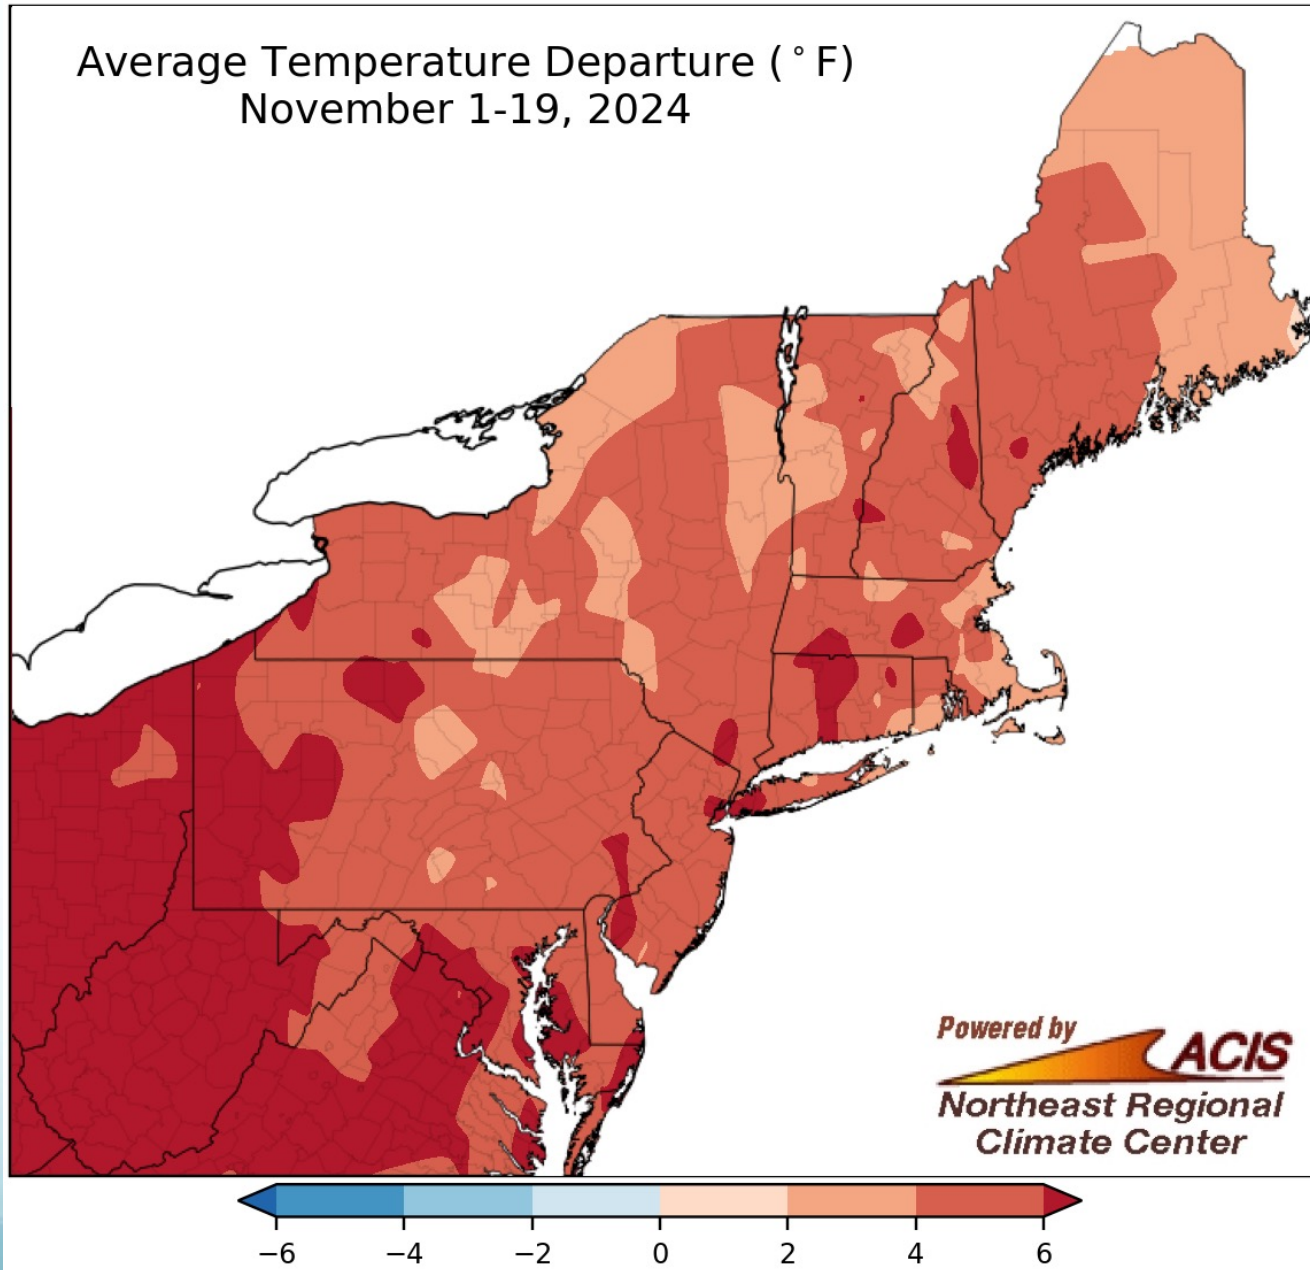 Average Temperature Departure (°F)
November 1-19, 2024
Powered by
ACIS
Northeast Regional
Climate Center
−6 −4 −2 0 2 4 6